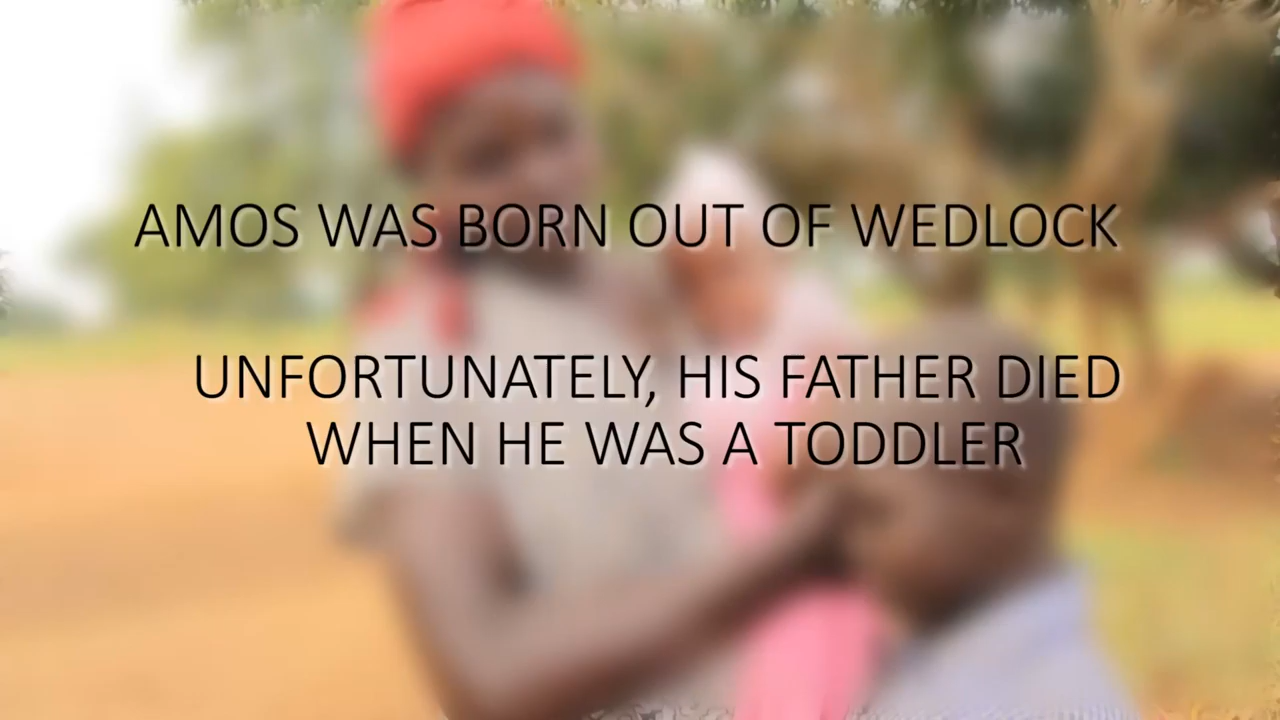 AMOS WAS BORN OUT OF WEDLOCK
UNFORTUNATELY, HIS FATHER DIED
WHEN HE WAS A TODDLER